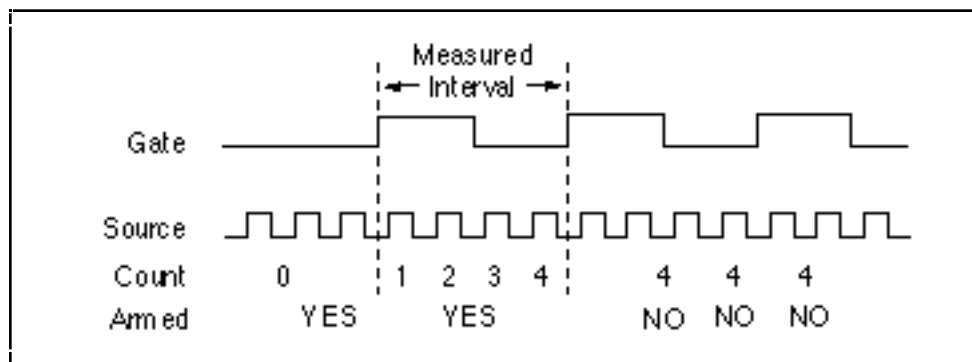 Measured
Interval
Gate
Source
Count 0 1 2 3 4 4 4 4
Armed YES YES NO NO NO